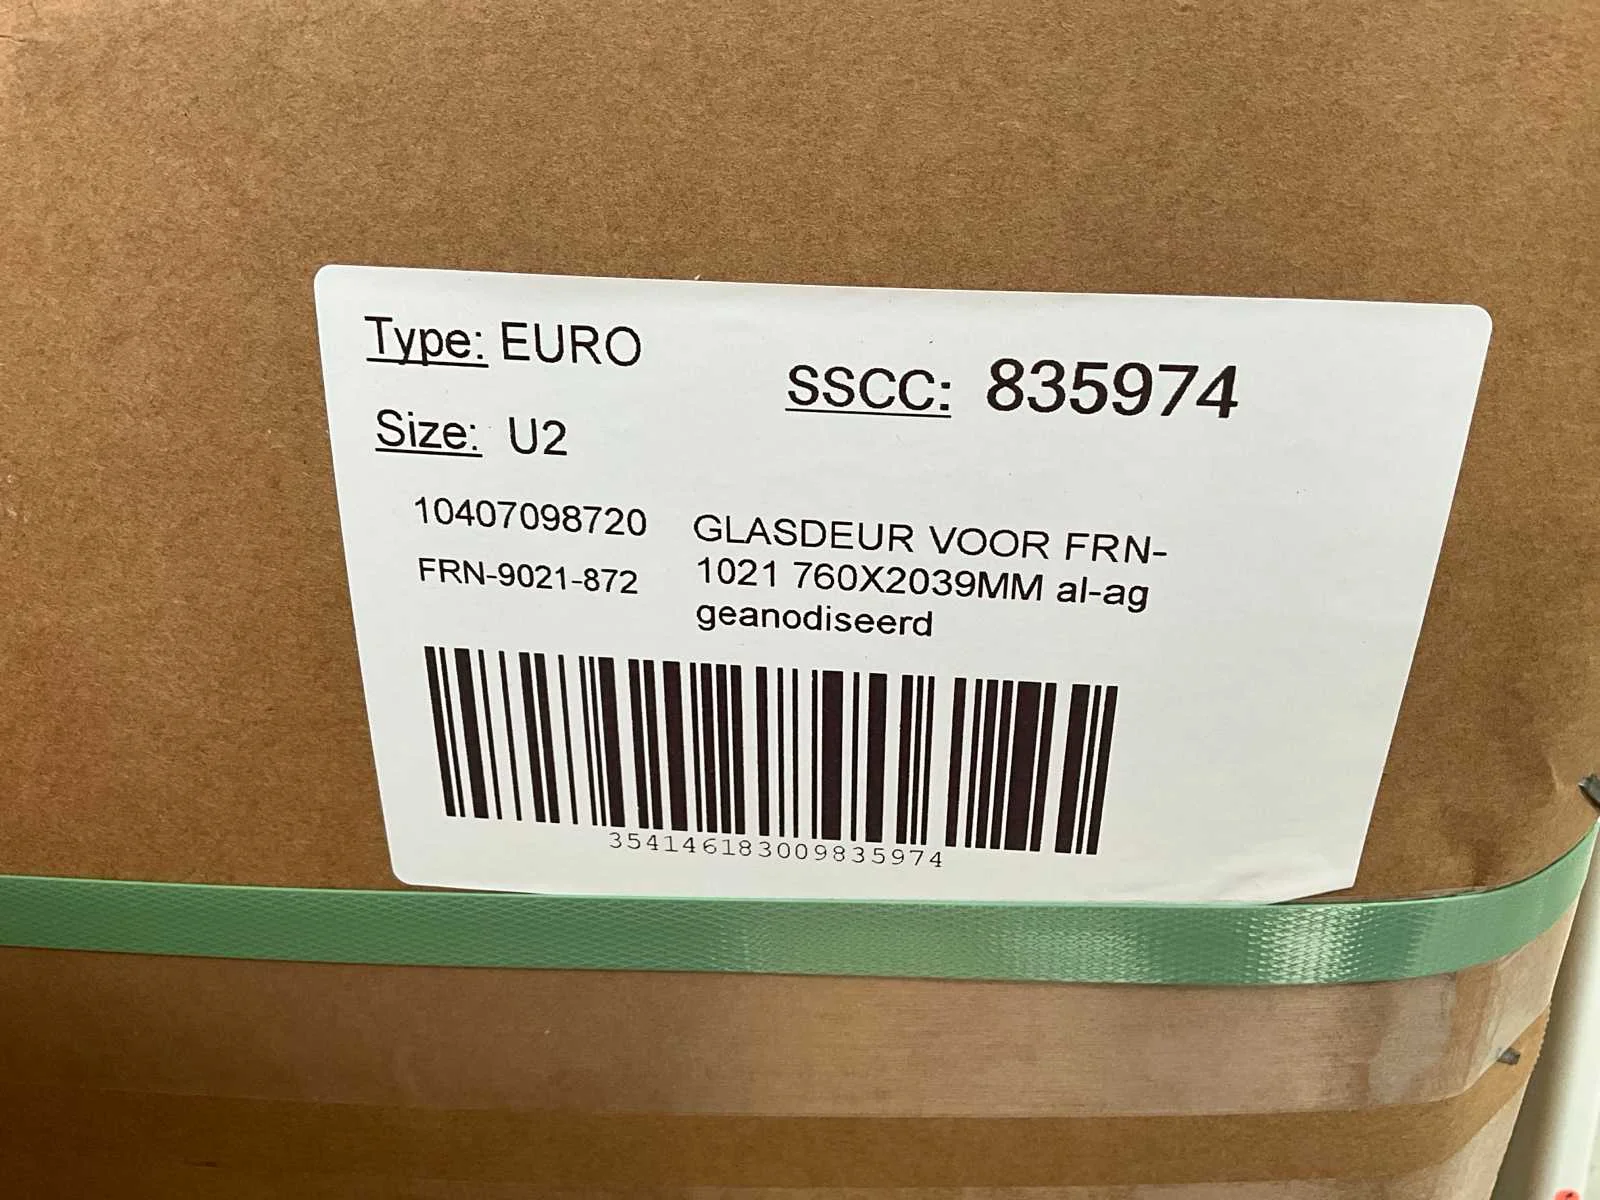 Type: EURO
SSCC: 835974
Size: U2
10407098720
FRN-9021-872
GLASDEUR VOOR FRN-
1021 760X2039MM al-ag
geanodiseerd
354146183009835974